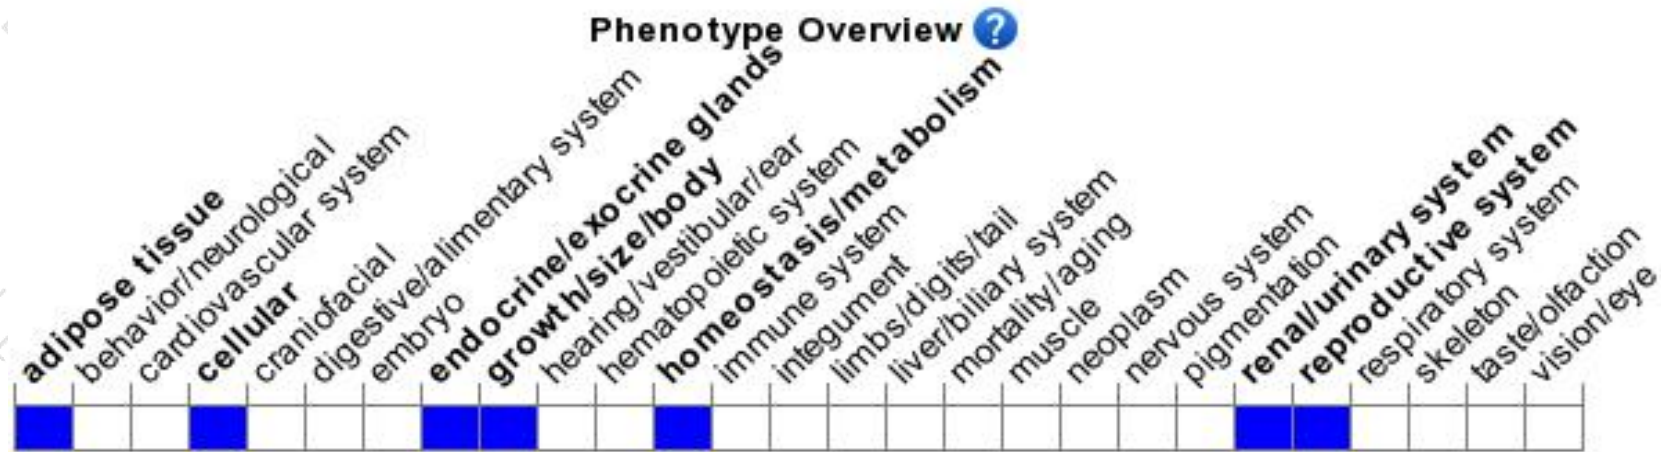 Phenotype Overview ?
adipose tissue
behavior/neurological
cardiovascular system
cellular
craniofacial
digestive/alimentary system
embryo
endocrine/exocrine glands
growth/size/body
hearing/vestibular/ear
hematopoietic system
homeostasis/metabolism
immune system
integument
limbs/digits/tail
liver/biliary system
mortality/aging
muscle
neoplasm
nervous system
pigmentation
renal/urinary system
reproductive system
respiratory system
skeleton
taste/olfaction
vision/eye